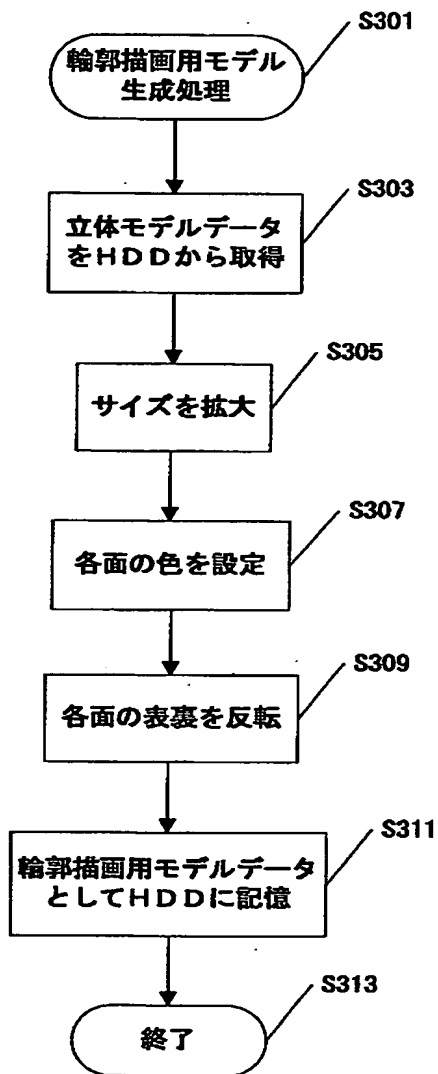 S301
輪郭描画用モデル
生成処理
S303
立体モデルデータ
をHDDから取得
S305
サイズを拡大
S307
各面の色を設定
S309
各面の表裏を反転
S311
輪郭描画用モデルデータ
としてHDDに記憶
S313
終了